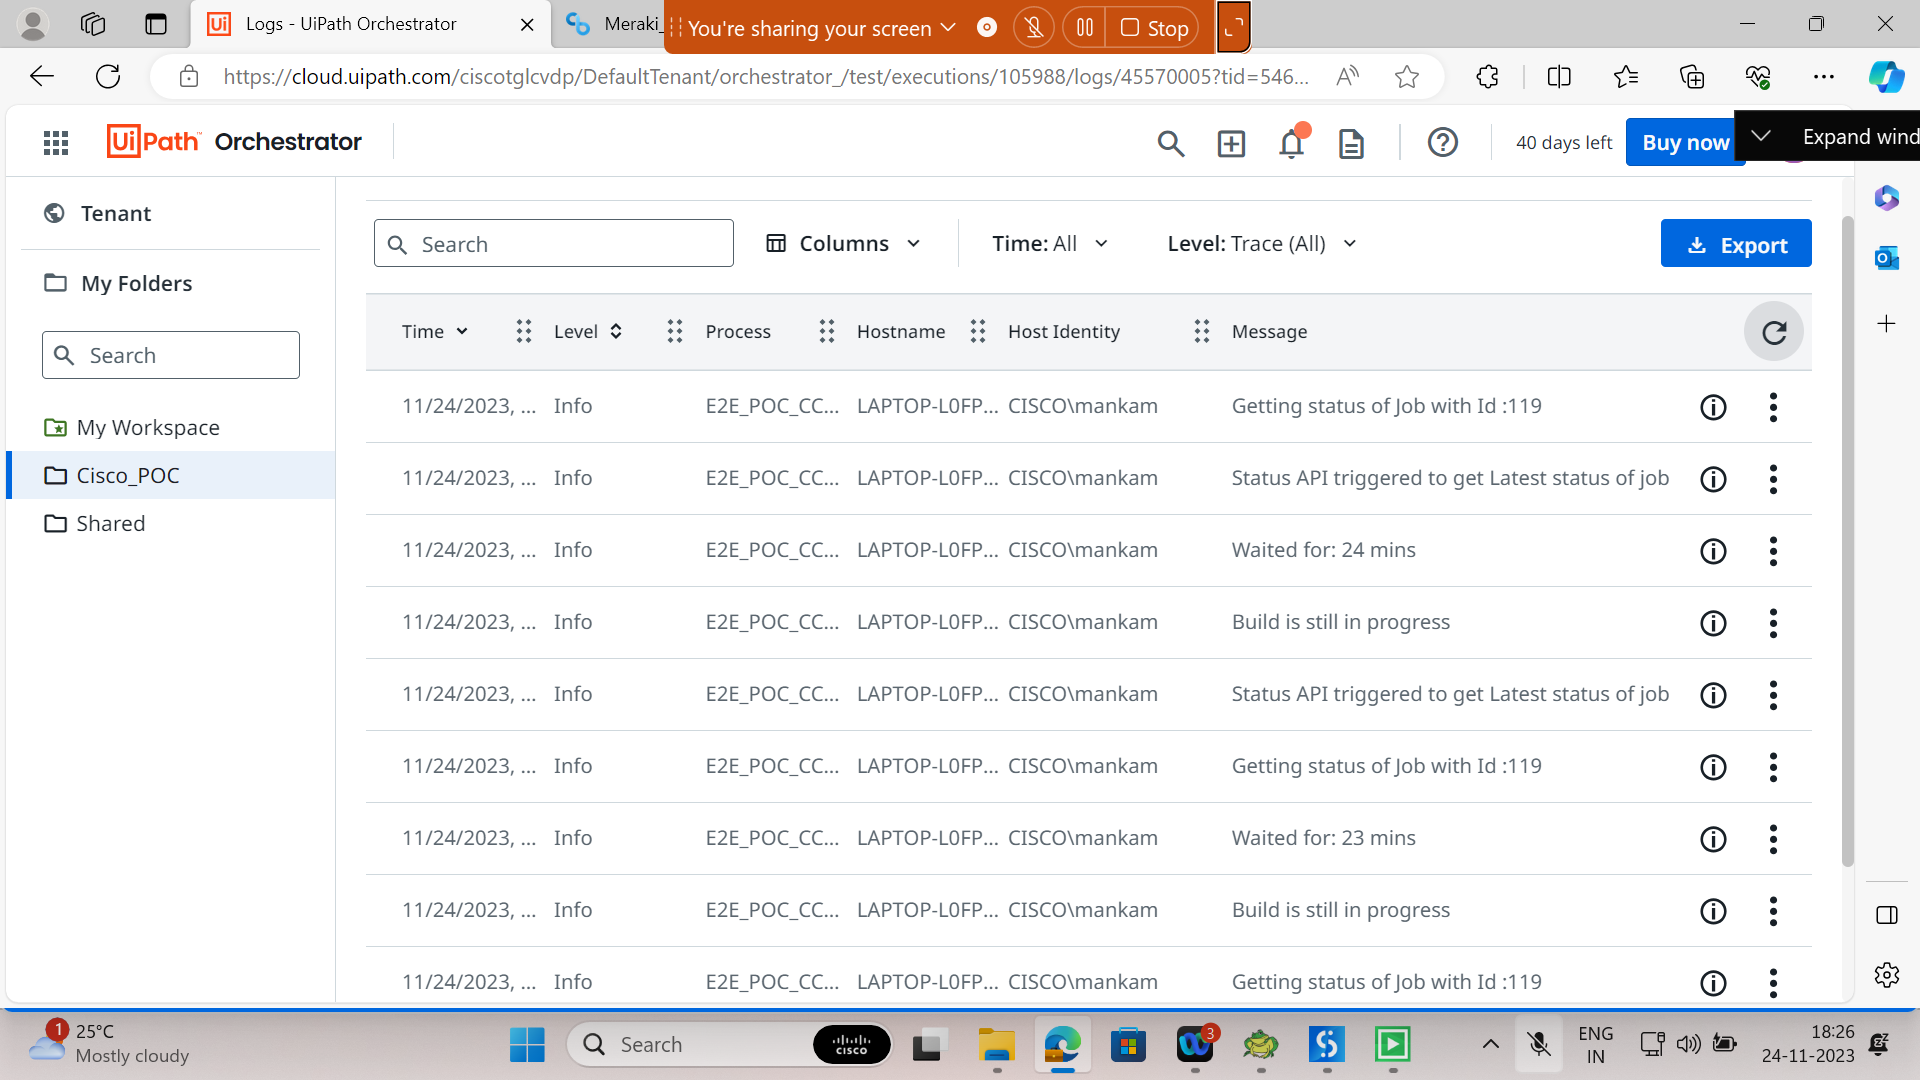 Logs - UiPath Orchestrator
Meraki_
You're sharing your screen
Stop
https://cloud.uipath.com/ciscotglcvdp/DefaultTenant/orchestrator_/test/executions/105988/logs/45570005?tid=546...
UiPath™ Orchestrator
40 days left
Buy now
Expand wind
Tenant
My Folders
Search
My Workspace
Cisco_POC
Shared
Search
Columns
Time: All
Level: Trace (All)
Export
Time Level Process Hostname Host Identity Message
11/24/2023, ... Info E2E_POC_CC... LAPTOP-L0FP... CISCO\mankam Getting status of Job with Id :119
11/24/2023, ... Info E2E_POC_CC... LAPTOP-L0FP... CISCO\mankam Status API triggered to get Latest status of job
11/24/2023, ... Info E2E_POC_CC... LAPTOP-L0FP... CISCO\mankam Waited for: 24 mins
11/24/2023, ... Info E2E_POC_CC... LAPTOP-L0FP... CISCO\mankam Build is still in progress
11/24/2023, ... Info E2E_POC_CC... LAPTOP-L0FP... CISCO\mankam Status API triggered to get Latest status of job
11/24/2023, ... Info E2E_POC_CC... LAPTOP-L0FP... CISCO\mankam Getting status of Job with Id :119
11/24/2023, ... Info E2E_POC_CC... LAPTOP-L0FP... CISCO\mankam Waited for: 23 mins
11/24/2023, ... Info E2E_POC_CC... LAPTOP-L0FP... CISCO\mankam Build is still in progress
11/24/2023, ... Info E2E_POC_CC... LAPTOP-L0FP... CISCO\mankam Getting status of Job with Id :119
1
25°C
Mostly cloudy
Search
CISCO
3
ENG
IN
18:26
24-11-2023